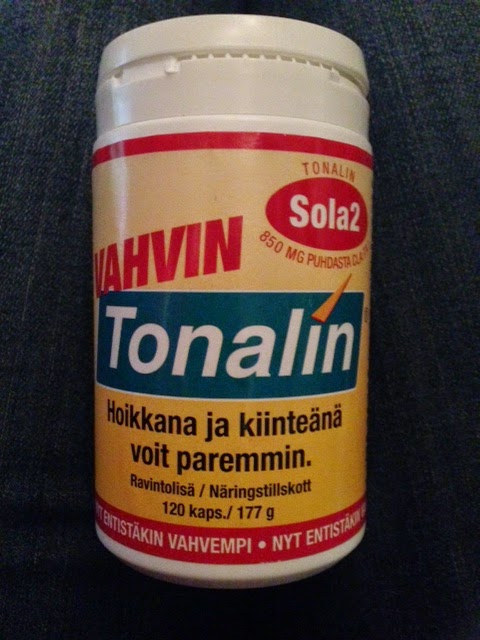 TONALIN
Sola2
850 MG PUHDASTA CLA
VAHVIN
Tonalin
Hoikkana ja kiinteänä
voit paremmin.
Ravintolisä / Näringstillskott
120 kaps./ 177 g
NYT ENTISTÄKIN VAHVEMPI • NYT ENTISTÄKIN